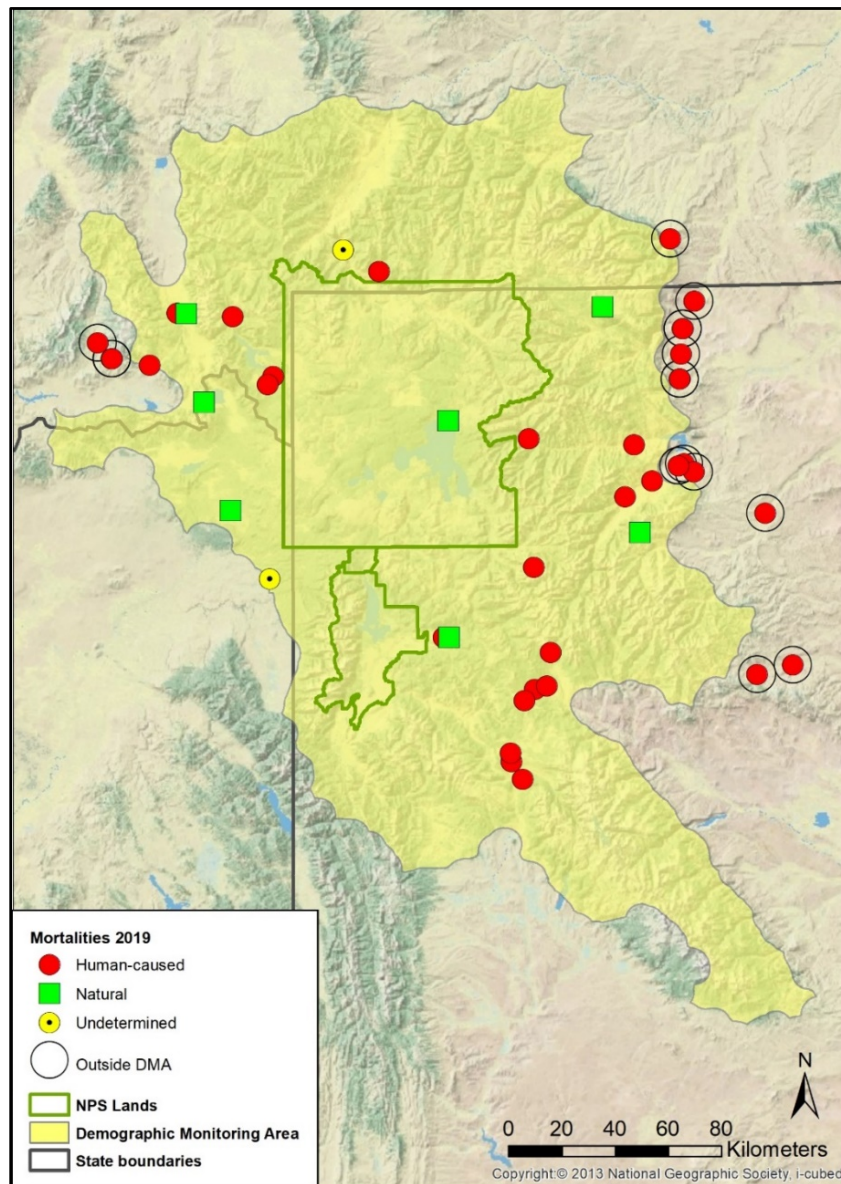 Mortalities 2019
Human-caused
Natural
Undetermined
Outside DMA
NPS Lands
Demographic Monitoring Area
State boundaries
N
0 20 40 60 80
Kilometers
Copyright:© 2013 National Geographic Society, i-cubed